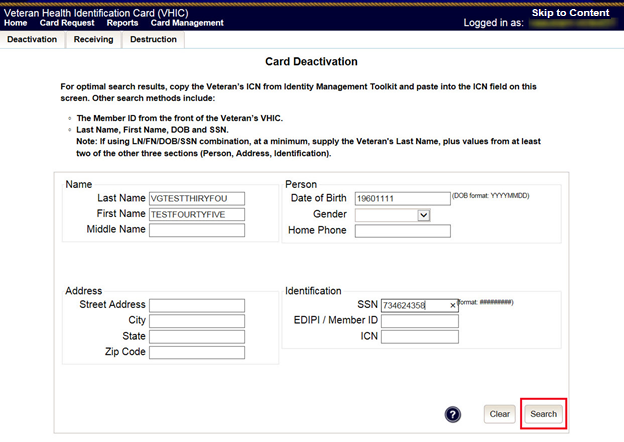 Veteran Health Identification Card (VHIC)
Skip to Content
Home Card Request Reports Card Management
Logged in as:
Deactivation Receiving Destruction
Card Deactivation
For optimal search results, copy the Veteran's ICN from Identity Management Toolkit and paste into the ICN field on this
screen. Other search methods include:
The Member ID from the front of the Veteran's VHIC.
Last Name, First Name, DOB and SSN.
Note: If using LN/FN/DOB/SSN combination, at a minimum, supply the Veteran's Last Name, plus values from at least
two of the other three sections (Person, Address, Identification).
Name
Last Name VGTESTTHIRYFOU
First Name TESTFOURTYFIVE
Middle Name
Person
Date of Birth 19601111 (DOB format: YYYYMMDD)
Gender
Home Phone
Address
Street Address
City
State
Zip Code
Identification
SSN 734624358 × format: #########)
EDIPI / Member ID
ICN
? Clear Search